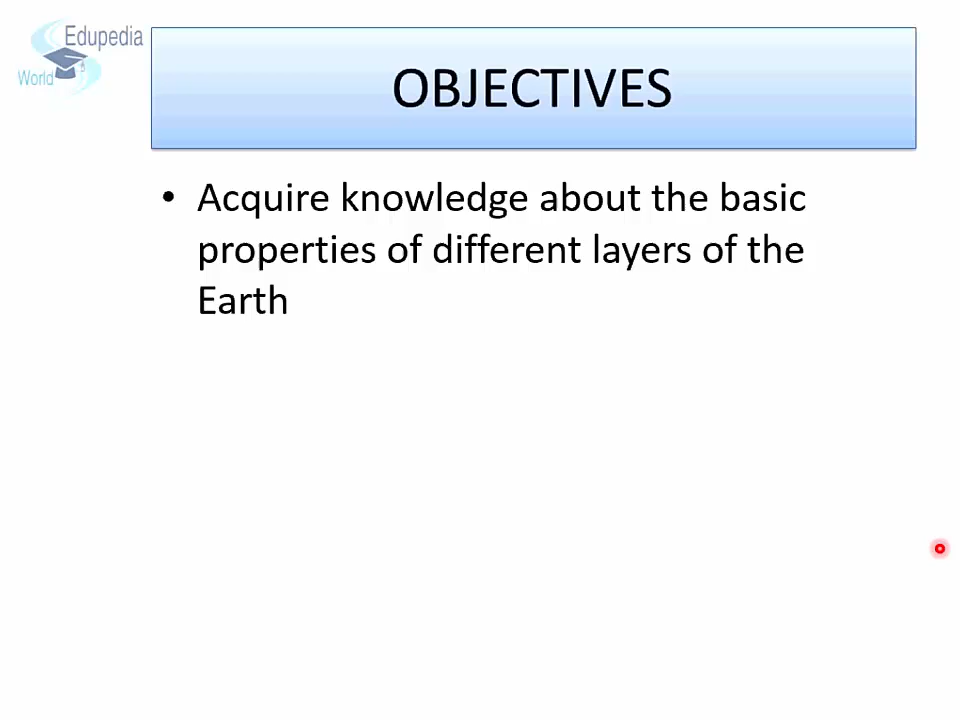 Edupedia
World
OBJECTIVES
• Acquire knowledge about the basic
properties of different layers of the
Earth